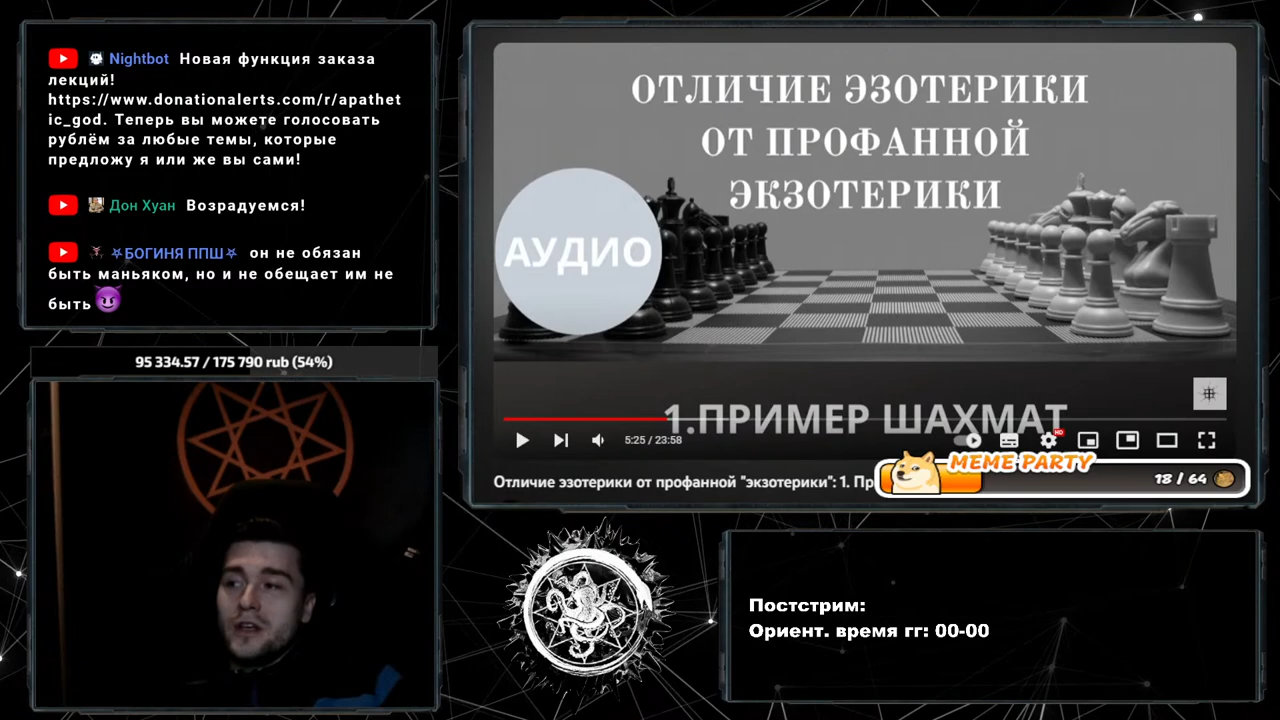 Nightbot Новая функция заказа
лекций!
https://www.donationalerts.com/r/apathet
ic_god. Теперь вы можете голосовать
рублём за любые темы, которые
предложу я или же вы сами!
Дон Хуан Возрадуемся!
⛧БОГИНЯ ППШ⛧ он не обязан
быть маньяком, но и не обещает им не
быть
95 334.57 / 175 790 rub (54%)
ОТЛИЧИЕ ЭЗОТЕРИКИ
ОТ ПРОФАННОЙ
ЭКЗОТЕРИКИ
АУДИО
1.ПРИМЕР ШАХМАТ
5:25 / 23:58
HD
MEME PARTY
18 / 64
Отличие эзотерики от профанной "экзотерики": 1. Пр
Постстрим:
Ориент. время гг: 00-00